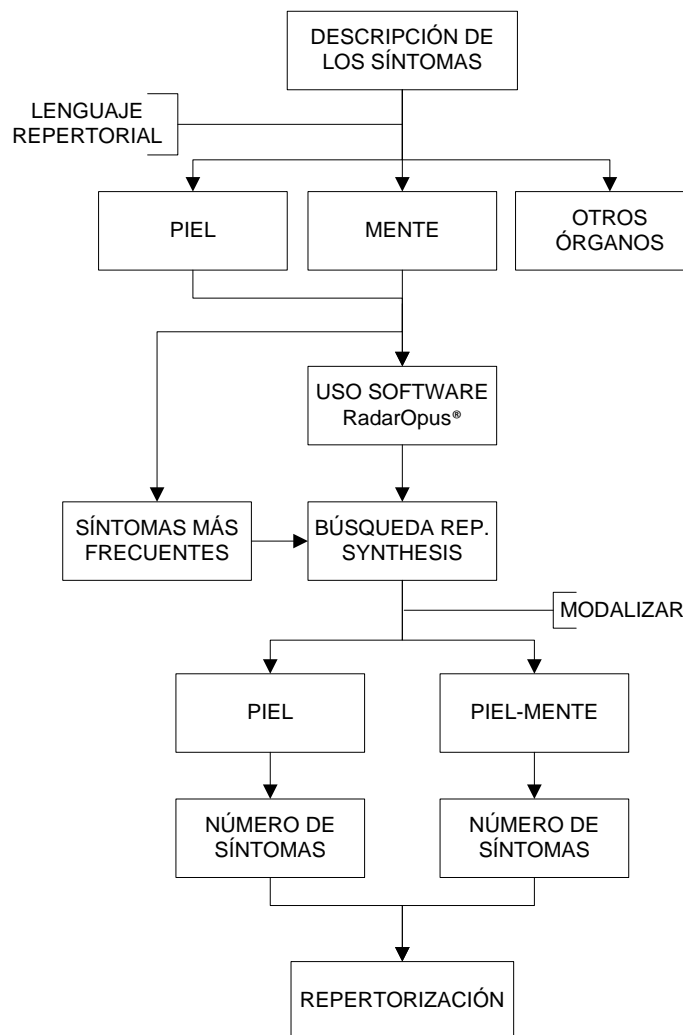 DESCRIPCIÓN DE
LOS SÍNTOMAS
LENGUAJE
REPERTORIAL
PIEL
MENTE
OTROS
ÓRGANOS
USO SOFTWARE
RadarOpus®
SÍNTOMAS MÁS
FRECUENTES
BÚSQUEDA REP.
SYNTHESIS
MODALIZAR
PIEL
PIEL-MENTE
NÚMERO DE
SÍNTOMAS
NÚMERO DE
SÍNTOMAS
REPERTORIZACIÓN